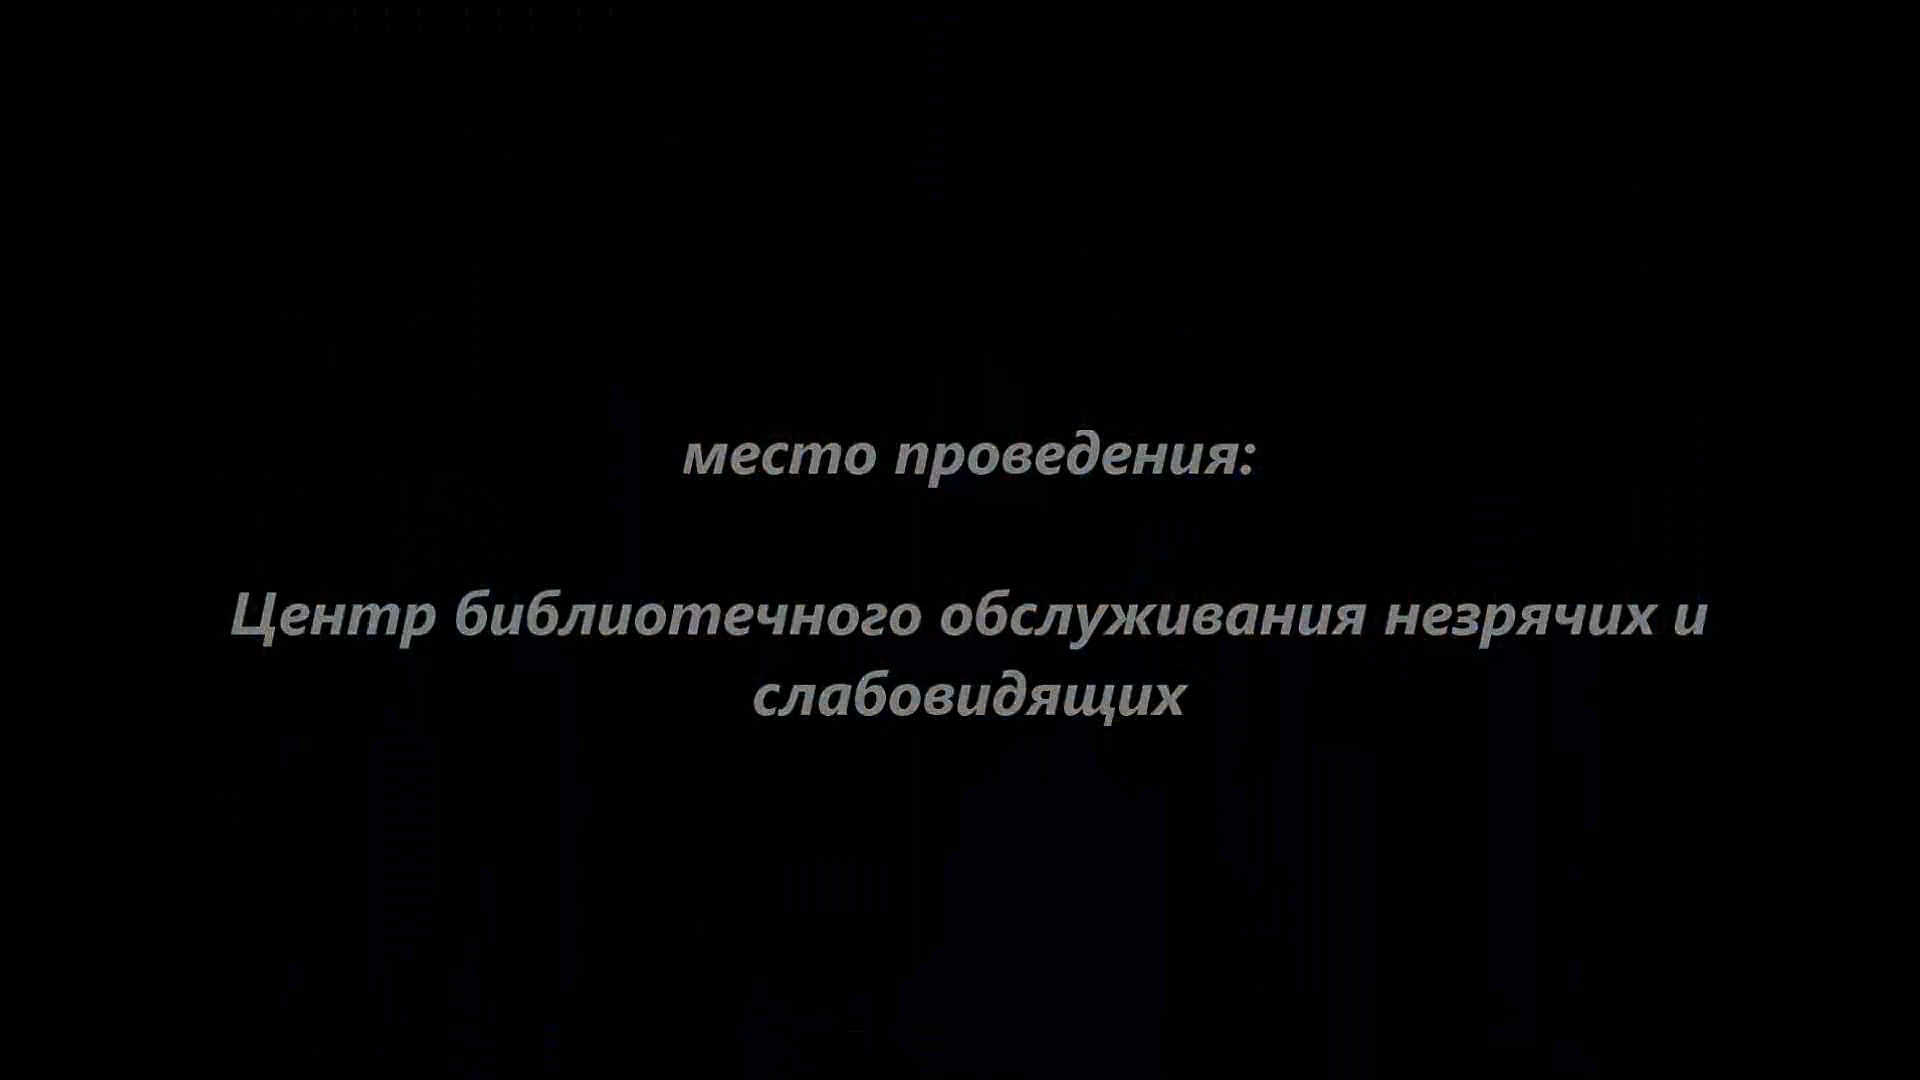 место проведения:
Центр библиотечного обслуживания незрячих и
слабовидящих